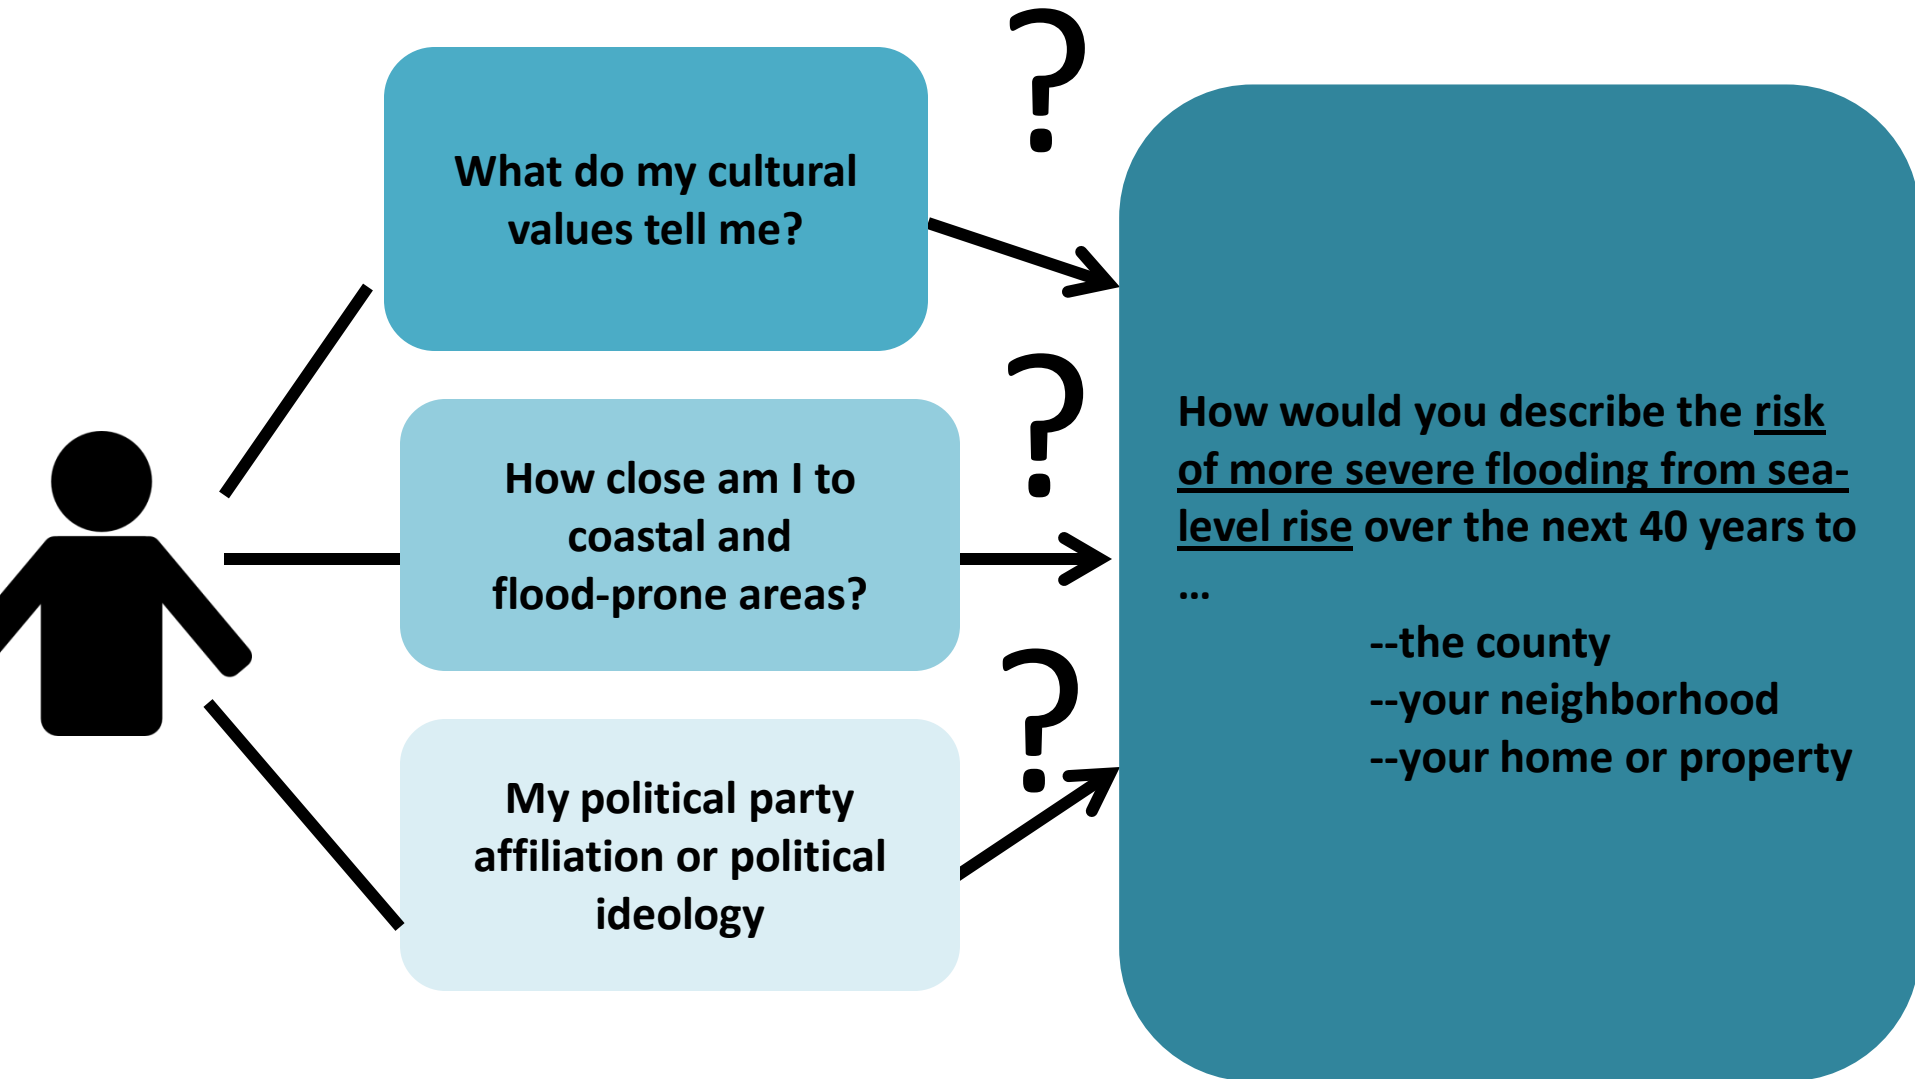 ?
What do my cultural
values tell me?
?
How close am I to
coastal and
flood-prone areas?
?
My political party
affiliation or political
ideology
How would you describe the risk
of more severe flooding from sea-
level rise over the next 40 years to
…
--the county
--your neighborhood
--your home or property